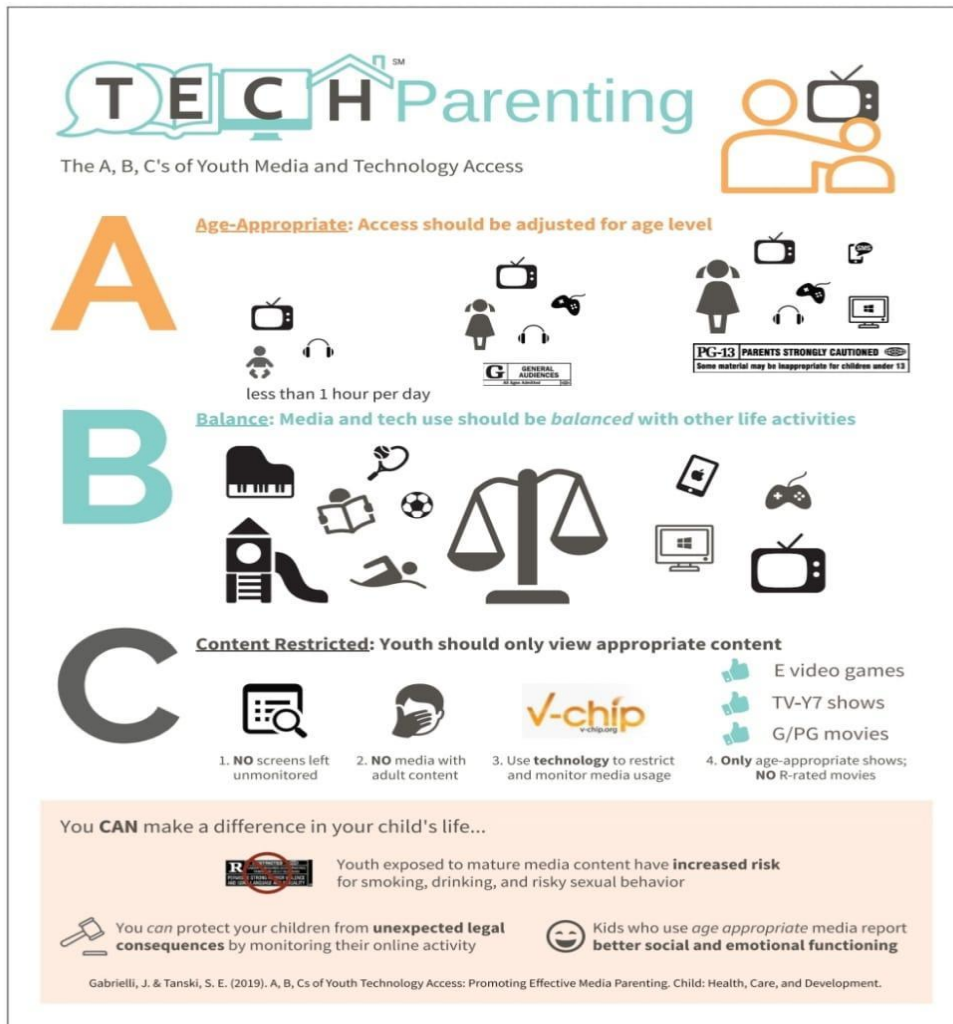 TECH Parenting
SM
The A, B, C's of Youth Media and Technology Access
A
Age-Appropriate: Access should be adjusted for age level
SMS
G GENERAL AUDIENCES
All Ages Admitted
PG-13 PARENTS STRONGLY CAUTIONED
Some material may be inappropriate for children under 13
less than 1 hour per day
B
Balance: Media and tech use should be balanced with other life activities
C
Content Restricted: Youth should only view appropriate content
E video games
TV-Y7 shows
G/PG movies
V-chip
v-chip.org
1. NO screens left
unmonitored
2. NO media with
adult content
3. Use technology to restrict
and monitor media usage
4. Only age-appropriate shows;
NO R-rated movies
You CAN make a difference in your child's life...
R
Youth exposed to mature media content have increased risk
for smoking, drinking, and risky sexual behavior
You can protect your children from unexpected legal
consequences by monitoring their online activity
Kids who use age appropriate media report
better social and emotional functioning
Gabrielli, J. & Tanski, S. E. (2019). A, B, Cs of Youth Technology Access: Promoting Effective Media Parenting. Child: Health, Care, and Development.